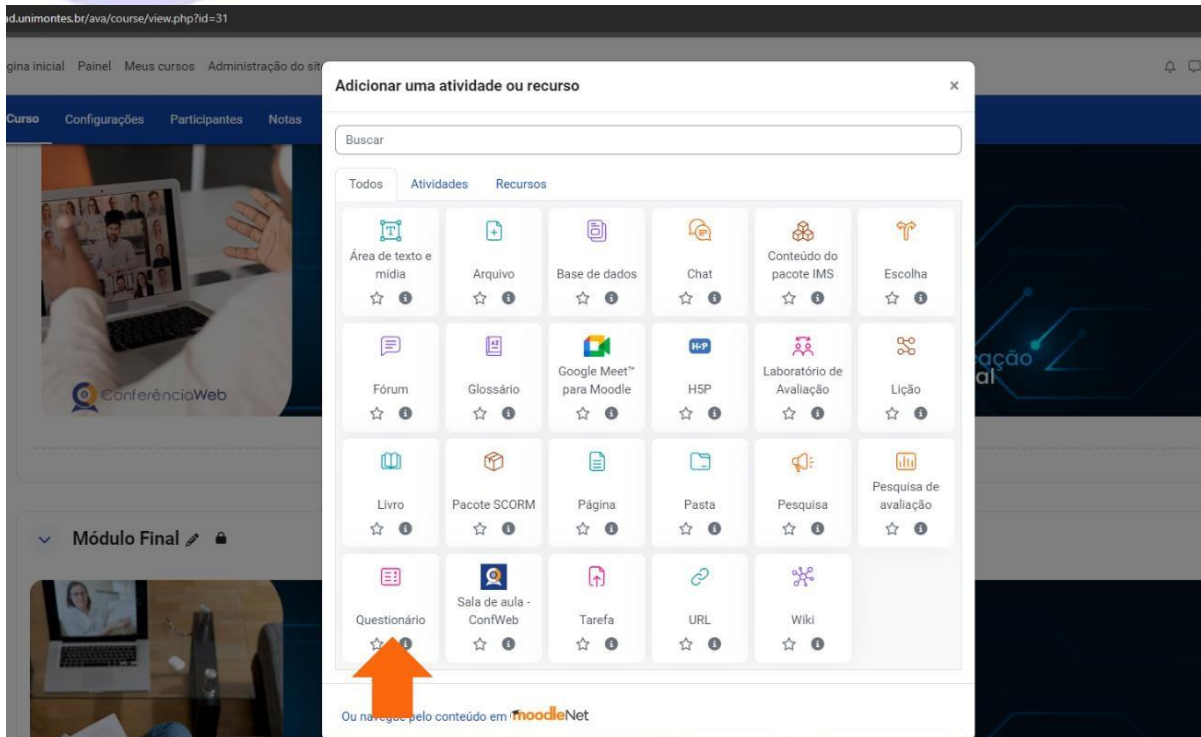 ad.unimontes.br/ava/course/view.php?id=31
gina inicial Painel Meus cursos Administração do sit
Curso Configurações Participantes Notas
Adicionar uma atividade ou recurso
×
Buscar
Todos Atividades Recursos
Área de texto e
mídia
Arquivo
Base de dados
Chat
Conteúdo do
pacote IMS
Escolha
Fórum
Glossário
Google Meet™
para Moodle
H5P
Laboratório de
Avaliação
Lição
Livro
Pacote SCORM
Página
Pasta
Pesquisa
Pesquisa de
avaliação
Questionário
Sala de aula -
ConfWeb
Tarefa
URL
Wiki
Ou navegue pelo conteúdo em moodleNet
ConferênciaWeb
ação
al
Módulo Final